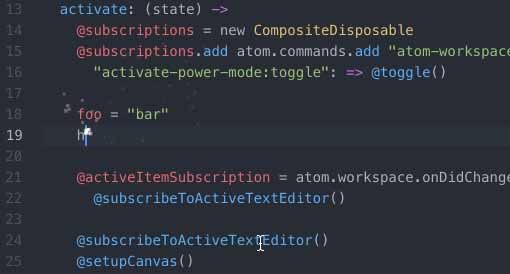 13 activate: (state) ->
14 @subscriptions = new CompositeDisposable
15 @subscriptions.add atom.commands.add "atom-workspace
16 "activate-power-mode:toggle": => @toggle()
17
18 foo = "bar"
19 h
20
21 @activeItemSubscription = atom.workspace.onDidChange
22 @subscribeToActiveTextEditor()
23
24 @subscribeToActiveTextEditor()
25 @setupCanvas()